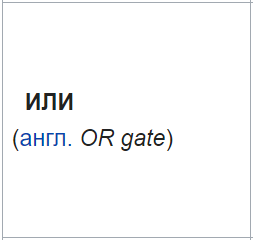 ИЛИ
(англ. OR gate)